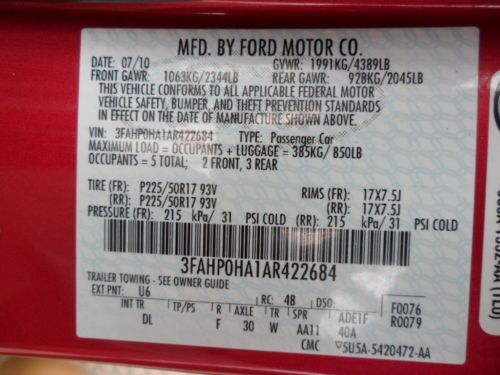 MFD. BY FORD MOTOR CO.
DATE: 07/10 GVWR: 1991KG/4389LB
FRONT GAWR: 1063KG/2344LB REAR GAWR: 928KG/2045LB
THIS VEHICLE CONFORMS TO ALL APPLICABLE FEDERAL MOTOR
VEHICLE SAFETY, BUMPER, AND THEFT PREVENTION STANDARDS
IN EFFECT ON THE DATE OF MANUFACTURE SHOWN ABOVE.
VIN: 3FAHP0HA1AR422684 TYPE: Passenger Car
MAXIMUM LOAD = OCCUPANTS + LUGGAGE = 385KG/850LB
OCCUPANTS = 5 TOTAL; 2 FRONT, 3 REAR
TIRE (FR): P225/50R17 93V RIMS (FR): 17X7.5J
(RR): P225/50R17 93V (RR): 17X7.5J
PRESSURE (FR): 215 kPa/ 31 PSI COLD (RR): 215 kPa/ 31 PSI COLD
3FAHP0HA1AR422684
TRAILER TOWING - SEE OWNER GUIDE
EXT PNT: U6 RC: 48 DSO: F0076
INT TR TP/PS R AXLE TR SPR ADE1F R0079
DL F 30 W AA11 40A
CMC 5U5A-5420472-AA